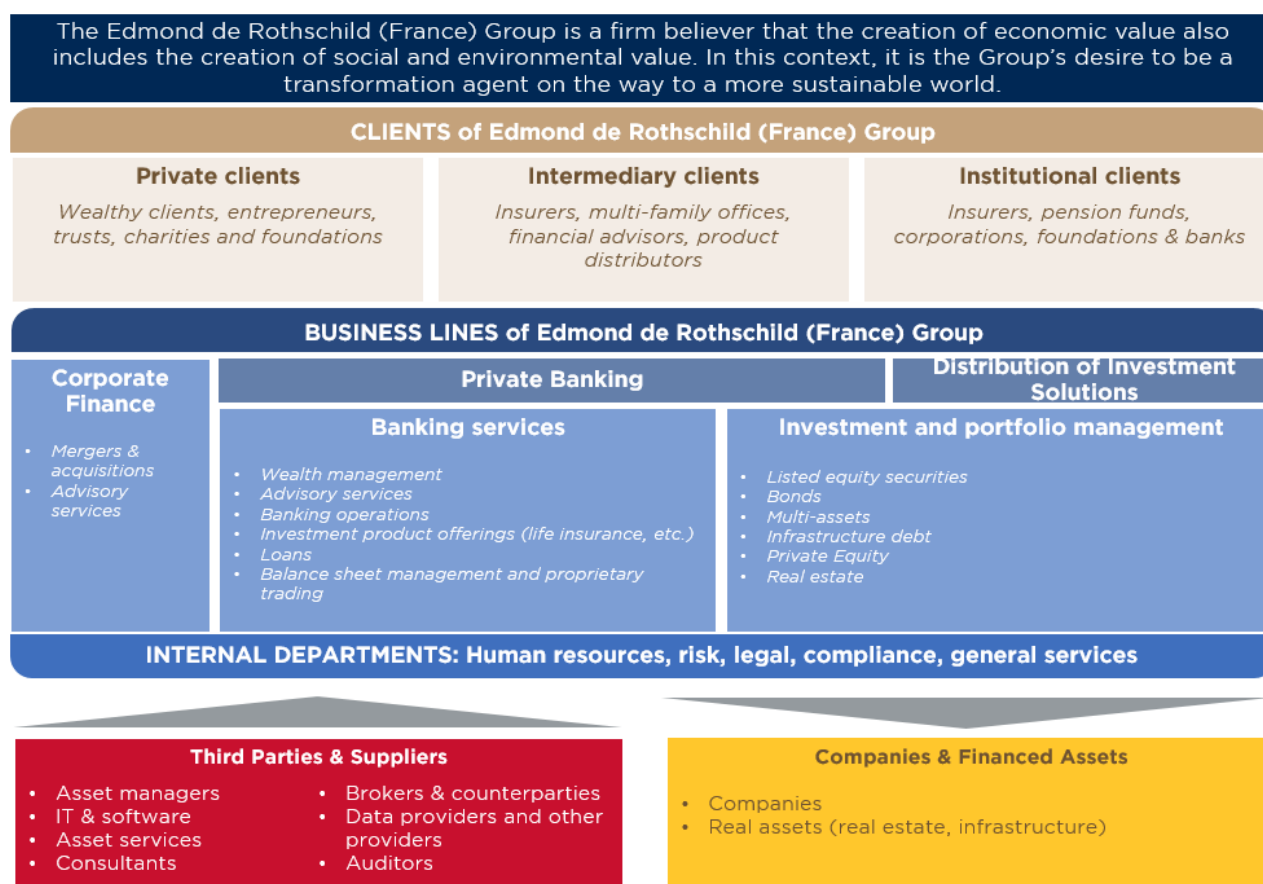 The Edmond de Rothschild (France) Group is a firm believer that the creation of economic value also
includes the creation of social and environmental value. In this context, it is the Group's desire to be a
transformation agent on the way to a more sustainable world.
CLIENTS of Edmond de Rothschild (France) Group
Private clients
Wealthy clients, entrepreneurs,
trusts, charities and foundations
Intermediary clients
Insurers, multi-family offices,
financial advisors, product
distributors
Institutional clients
Insurers, pension funds,
corporations, foundations & banks
BUSINESS LINES of Edmond de Rothschild (France) Group
Corporate
Finance
• Mergers &
acquisitions
• Advisory
services
Private Banking
Distribution of Investment
Solutions
Banking services
• Wealth management
• Advisory services
• Banking operations
• Investment product offerings (life insurance, etc.)
• Loans
• Balance sheet management and proprietary
trading
Investment and portfolio management
• Listed equity securities
• Bonds
• Multi-assets
• Infrastructure debt
• Private Equity
• Real estate
INTERNAL DEPARTMENTS: Human resources, risk, legal, compliance, general services
Third Parties & Suppliers
• Asset managers
• IT & software
• Asset services
• Consultants
• Brokers & counterparties
• Data providers and other
providers
• Auditors
Companies & Financed Assets
• Companies
• Real assets (real estate, infrastructure)